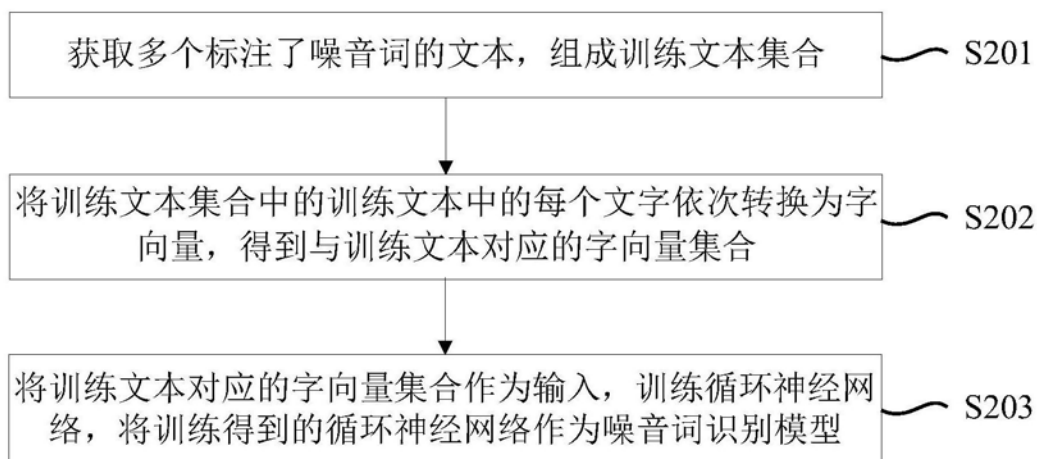 获取多个标注了噪音词的文本，组成训练文本集合
S201
将训练文本集合中的训练文本中的每个文字依次转换为字
向量，得到与训练文本对应的字向量集合
S202
将训练文本对应的字向量集合作为输入，训练循环神经网
络，将训练得到的循环神经网络作为噪音词识别模型
S203